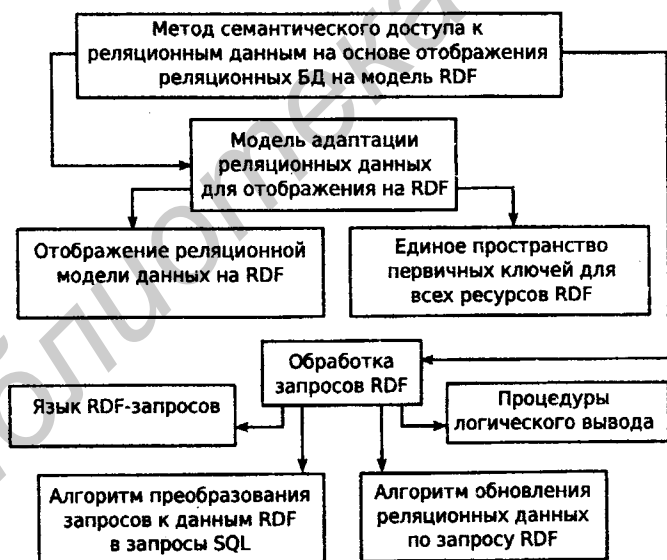 Метод семантического доступа к
реляционным данным на основе отображения
реляционных БД на модель RDF
Модель адаптации
реляционных данных
для отображения на RDF
Отображение реляционной
модели данных на RDF
Единое пространство
первичных ключей для
всех ресурсов RDF
Обработка
запросов RDF
Язык RDF-запросов
Процедуры
логического вывода
Алгоритм преобразования
запросов к данным RDF
в запросы SQL
Алгоритм обновления
реляционных данных
по запросу RDF